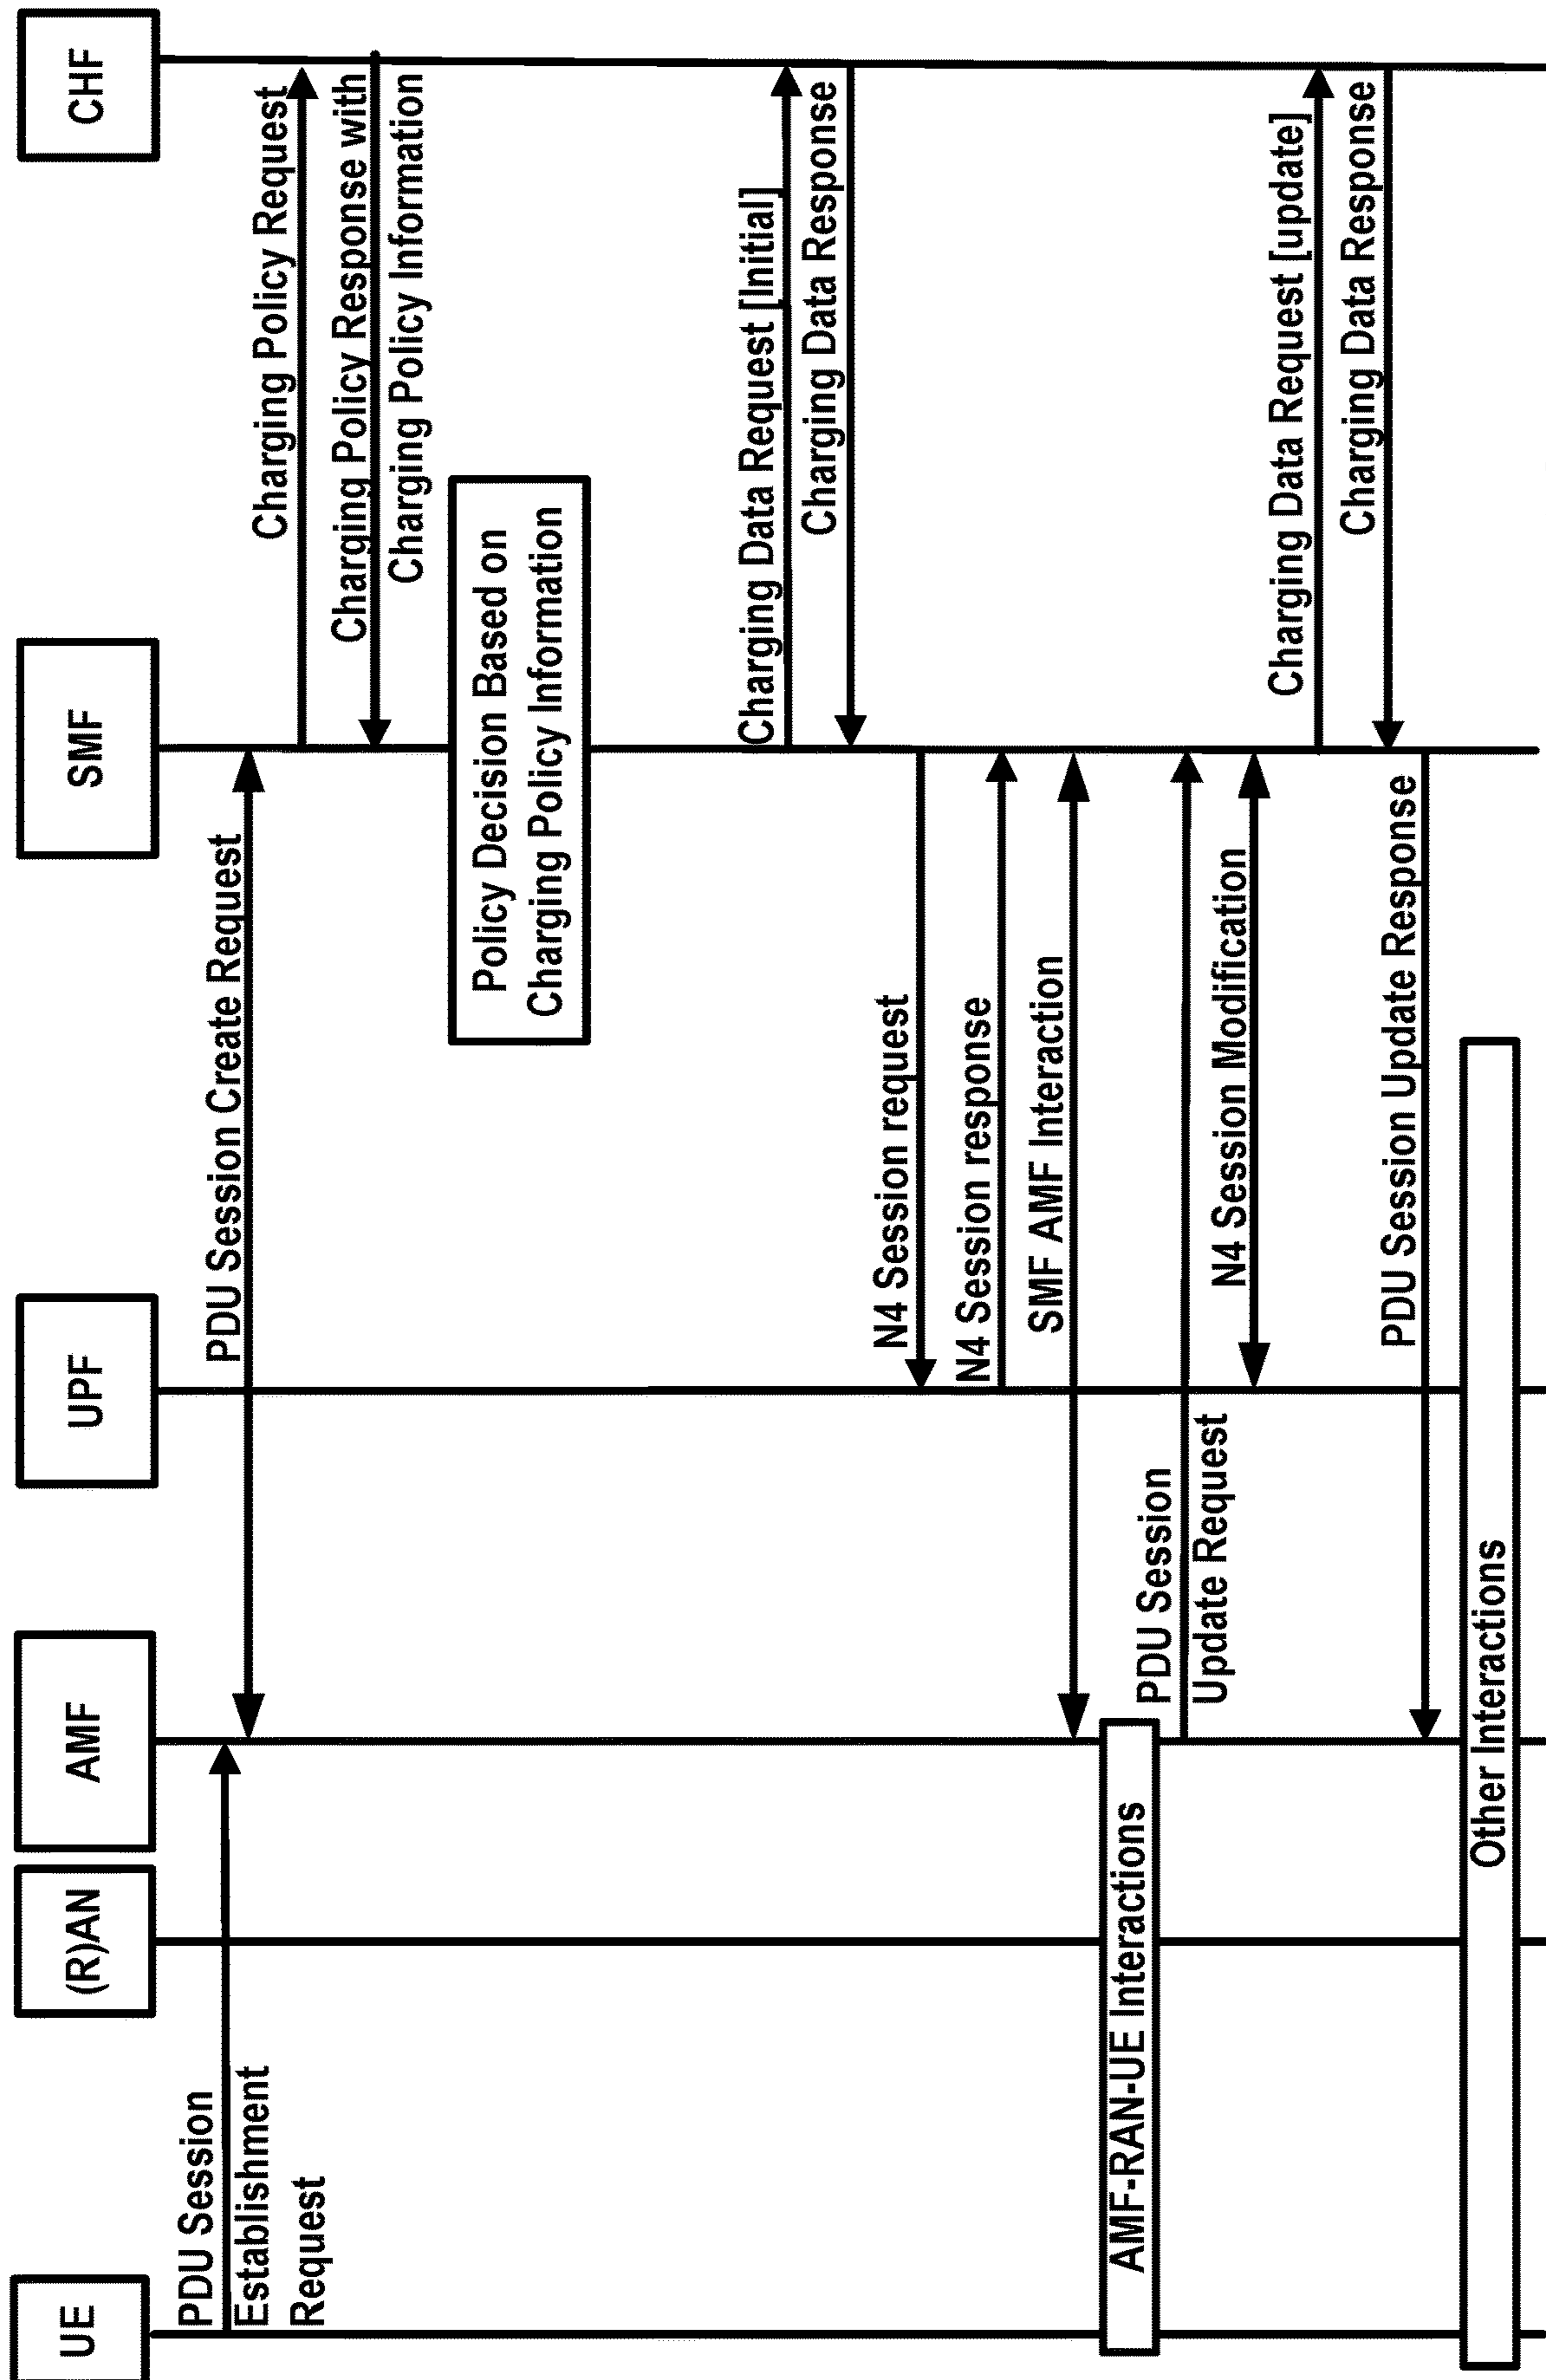 UE
(R)AN
AMF
UPF
SMF
CHF
PDU Session
Establishment
Request
PDU Session Create Request
Charging Policy Request
Charging Policy Response with
Charging Policy Information
Policy Decision Based on
Charging Policy Information
Charging Data Request [Initial]
Charging Data Response
N4 Session request
N4 Session response
SMF AMF Interaction
AMF-RAN-UE Interactions
PDU Session
Update Request
N4 Session Modification
Charging Data Request [update]
Charging Data Response
PDU Session Update Response
Other Interactions